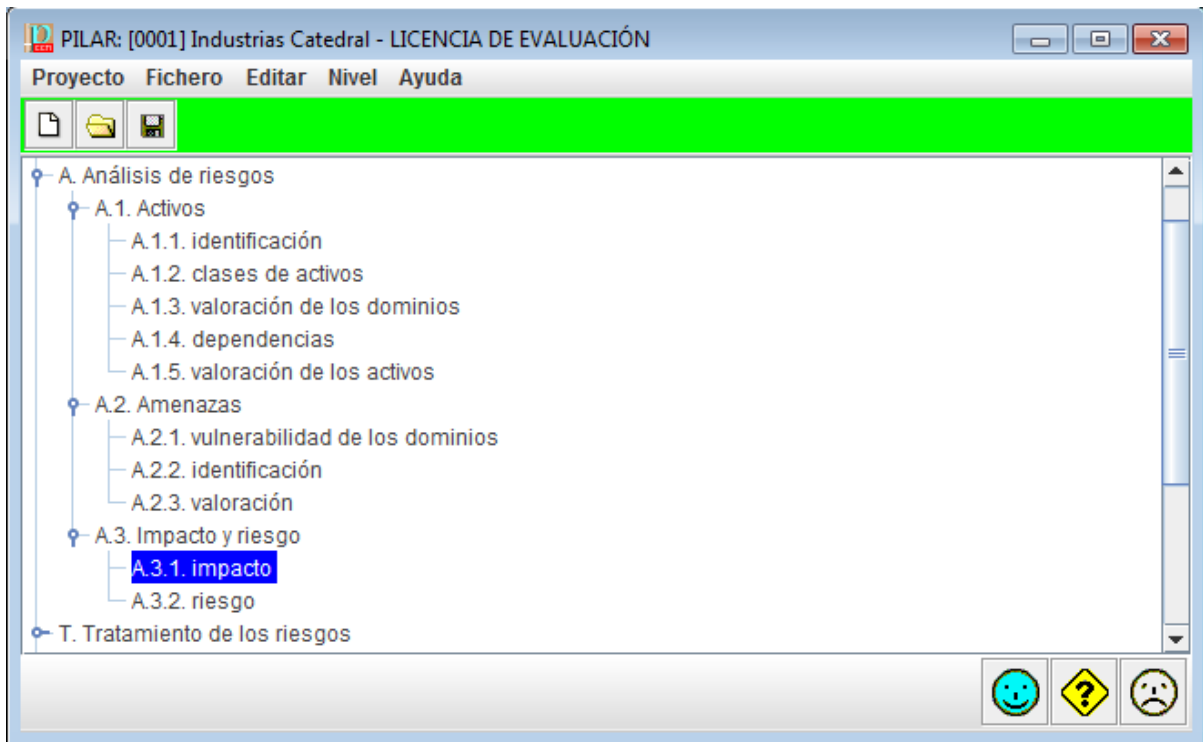 PILAR: [0001] Industrias Catedral - LICENCIA DE EVALUACIÓN
Proyecto Fichero Editar Nivel Ayuda
A. Análisis de riesgos
A.1. Activos
A.1.1. identificación
A.1.2. clases de activos
A.1.3. valoración de los dominios
A.1.4. dependencias
A.1.5. valoración de los activos
A.2. Amenazas
A.2.1. vulnerabilidad de los dominios
A.2.2. identificación
A.2.3. valoración
A.3. Impacto y riesgo
A.3.1. impacto
A.3.2. riesgo
T. Tratamiento de los riesgos